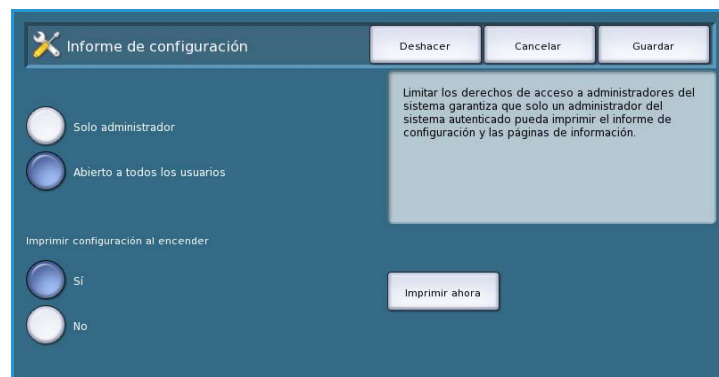 Informe de configuración
Deshacer
Cancelar
Guardar
Solo administrador
Abierto a todos los usuarios
Limitar los derechos de acceso a administradores del
sistema garantiza que solo un administrador del
sistema autenticado pueda imprimir el informe de
configuración y las páginas de información.
Imprimir configuración al encender
Sí
No
Imprimir ahora